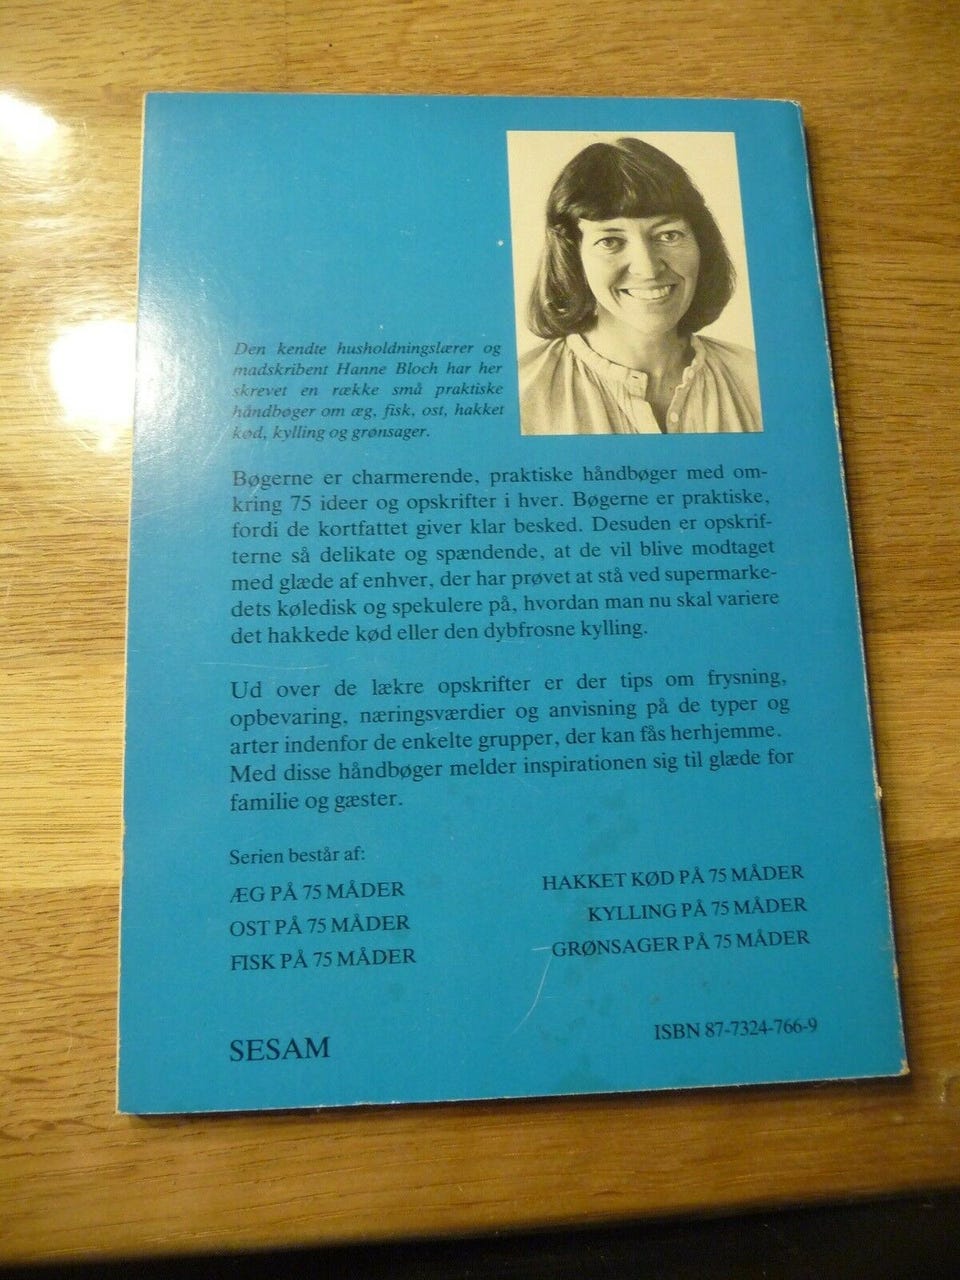 Den kendte husholdningslærer og
madskribent Hanne Bloch har her
skrevet en række små praktiske
håndbøger om æg, fisk, ost, hakket
kød, kylling og grønsager.
Bøgerne er charmerende, praktiske håndbøger med om-
kring 75 ideer og opskrifter i hver. Bøgerne er praktiske,
fordi de kortfattet giver klar besked. Desuden er opskrif-
terne så delikate og spændende, at de vil blive modtaget
med glæde af enhver, der har prøvet at stå ved supermarke-
dets køledisk og spekulere på, hvordan man nu skal variere
det hakkede kød eller den dybfrosne kylling.
Ud over de lækre opskrifter er der tips om frysning,
opbevaring, næringsværdier og anvisning på de typer og
arter indenfor de enkelte grupper, der kan fås herhjemme.
Med disse håndbøger melder inspirationen sig til glæde for
familie og gæster.
Serien består af:
ÆG PÅ 75 MÅDER
OST PÅ 75 MÅDER
FISK PÅ 75 MÅDER
HAKKET KØD PÅ 75 MÅDER
KYLLING PÅ 75 MÅDER
GRØNSAGER PÅ 75 MÅDER
SESAM
ISBN 87-7324-766-9